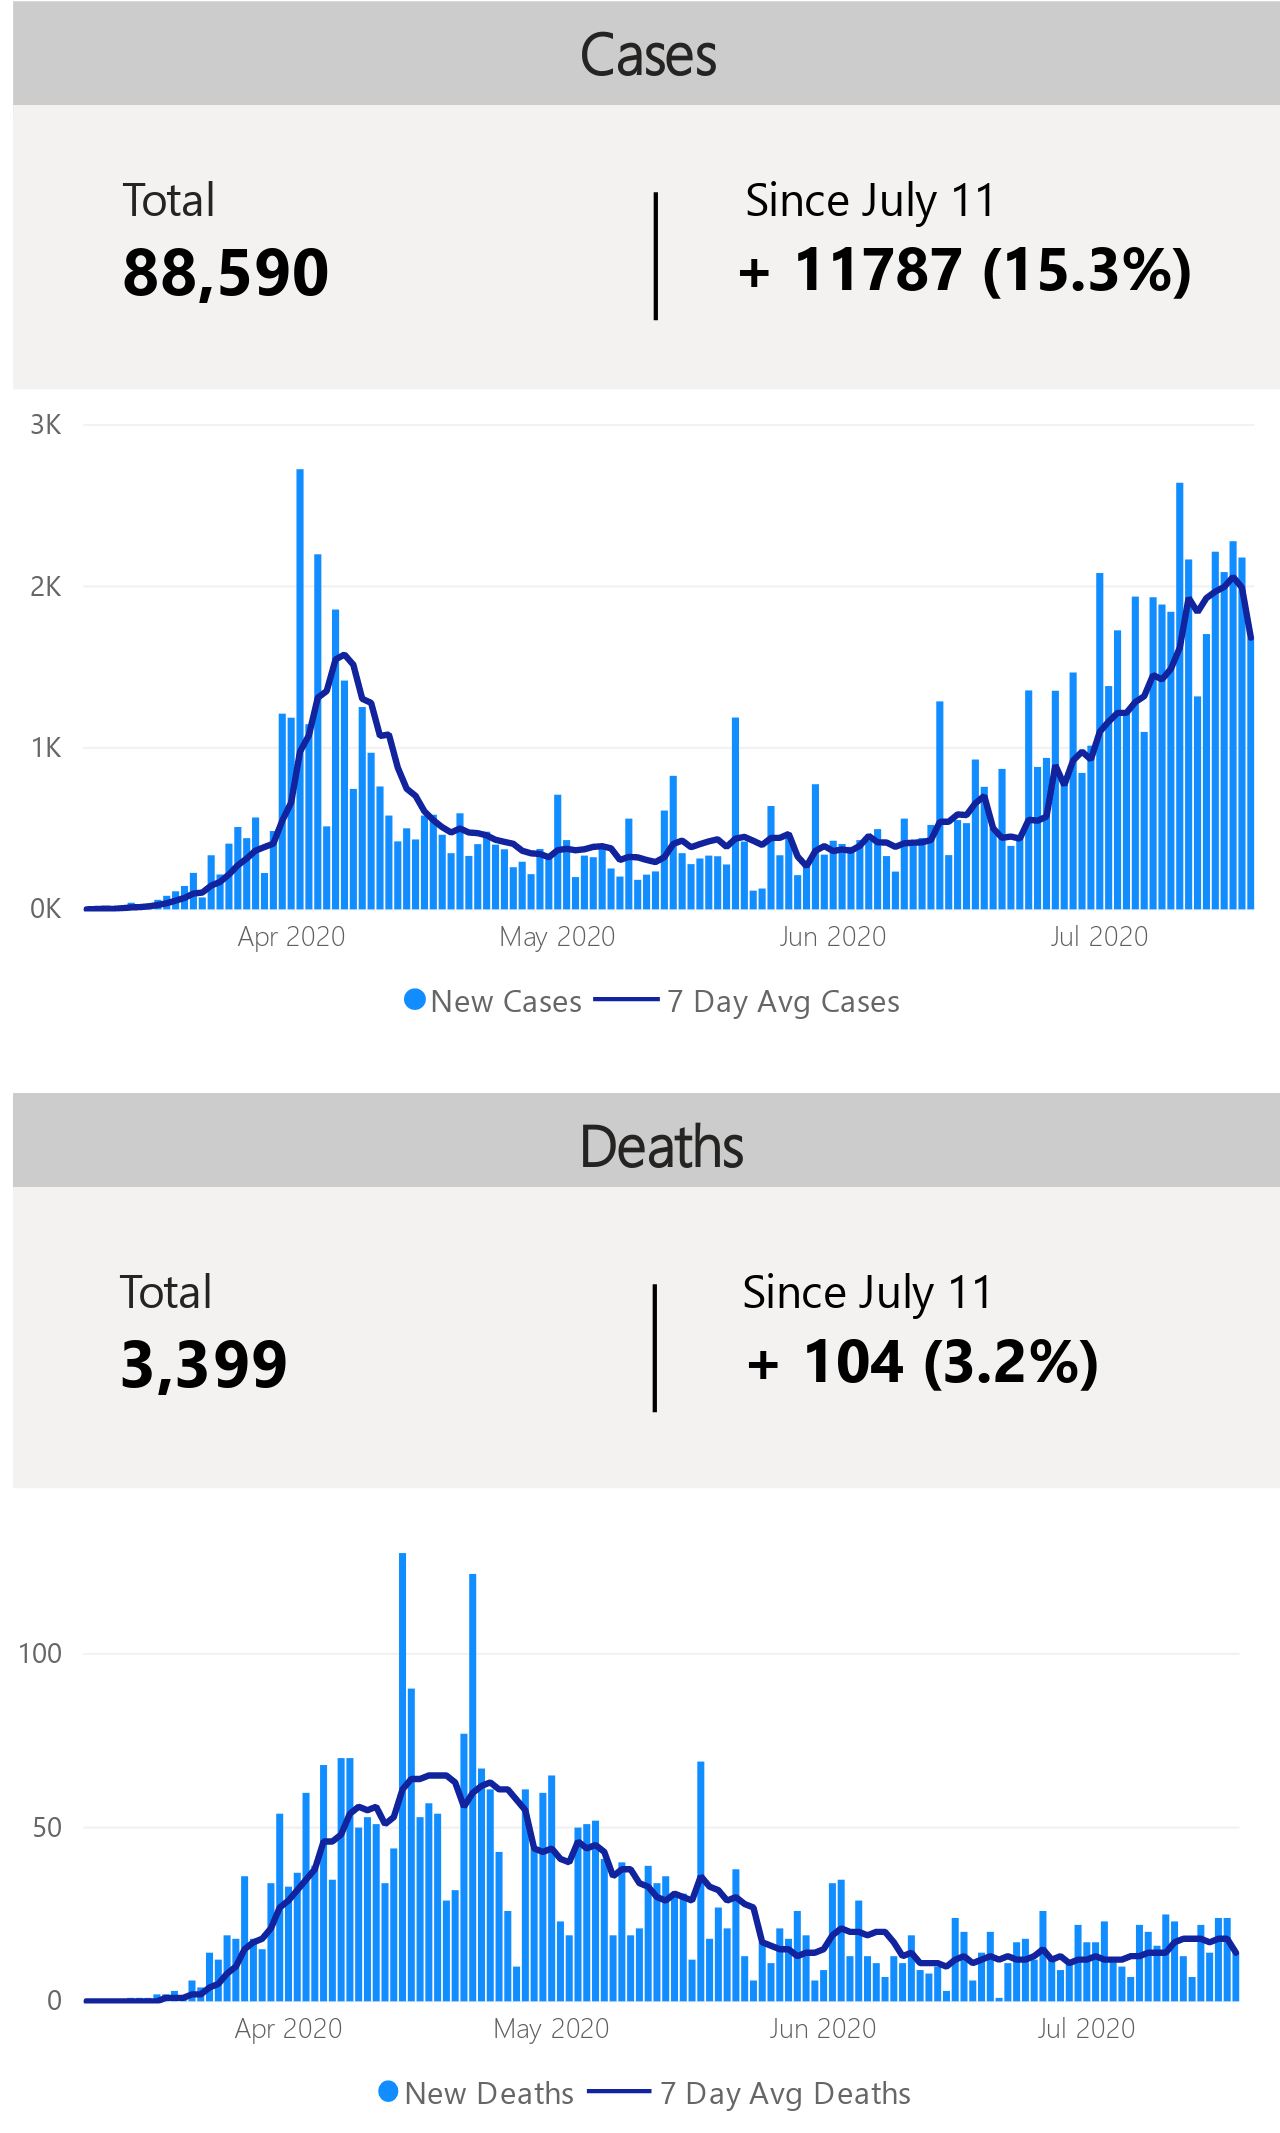 Cases
Total
Since July 11
88,590
+ 11787 (15.3%)
3K
2K
1K
0K
Apr 2020
May 2020
Jun 2020
Jul 2020
New Cases
7 Day Avg Cases
Deaths
Total
Since July 11
3,399
+ 104 (3.2%)
100
50
0
Apr 2020
May 2020
Jun 2020
Jul 2020
New Deaths
7 Day Avg Deaths